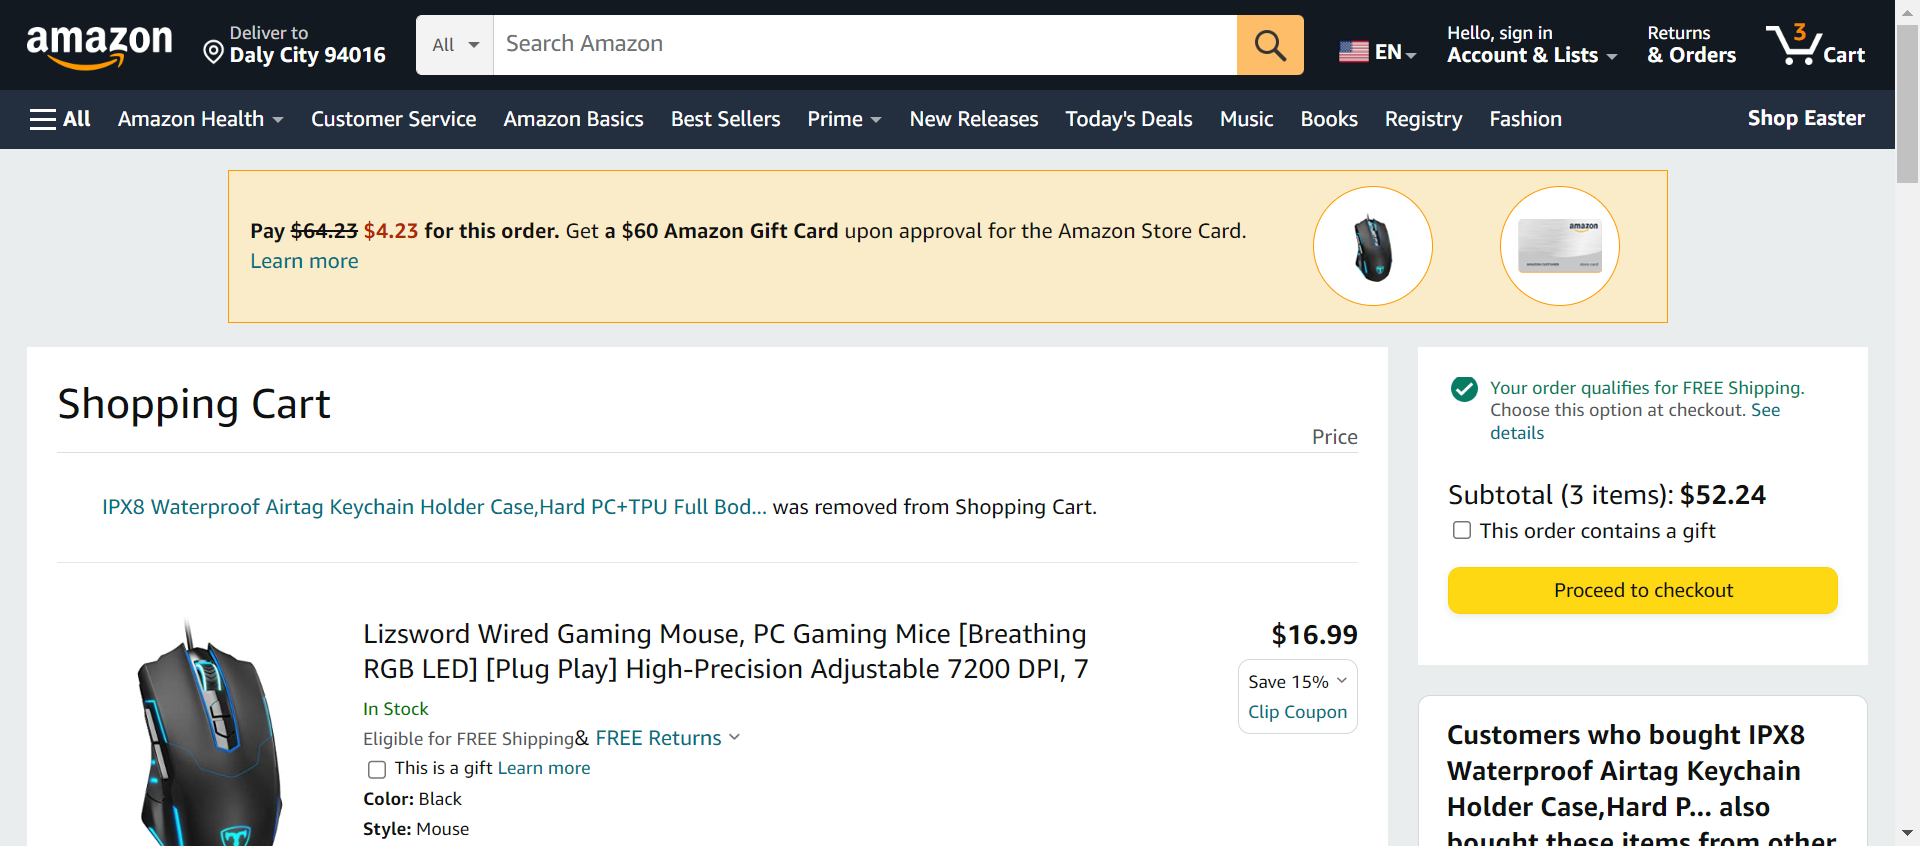 amazon
Deliver to
Daly City 94016
All
Search Amazon
EN
Hello, sign in
Account & Lists
Returns
& Orders
3
Cart
All
Amazon Health
Customer Service
Amazon Basics
Best Sellers
Prime
New Releases
Today's Deals
Music
Books
Registry
Fashion
Shop Easter
Pay $64.23 $4.23 for this order. Get a $60 Amazon Gift Card upon approval for the Amazon Store Card.
Learn more
amazon
Shopping Cart
Price
IPX8 Waterproof Airtag Keychain Holder Case,Hard PC+TPU Full Bod... was removed from Shopping Cart.
Lizsword Wired Gaming Mouse, PC Gaming Mice [Breathing
RGB LED] [Plug Play] High-Precision Adjustable 7200 DPI, 7
$16.99
Save 15%
Clip Coupon
In Stock
Eligible for FREE Shipping& FREE Returns
This is a gift Learn more
Color: Black
Style: Mouse
Your order qualifies for FREE Shipping.
Choose this option at checkout. See
details
Subtotal (3 items): $52.24
This order contains a gift
Proceed to checkout
Customers who bought IPX8
Waterproof Airtag Keychain
Holder Case,Hard P... also
bought these items from other